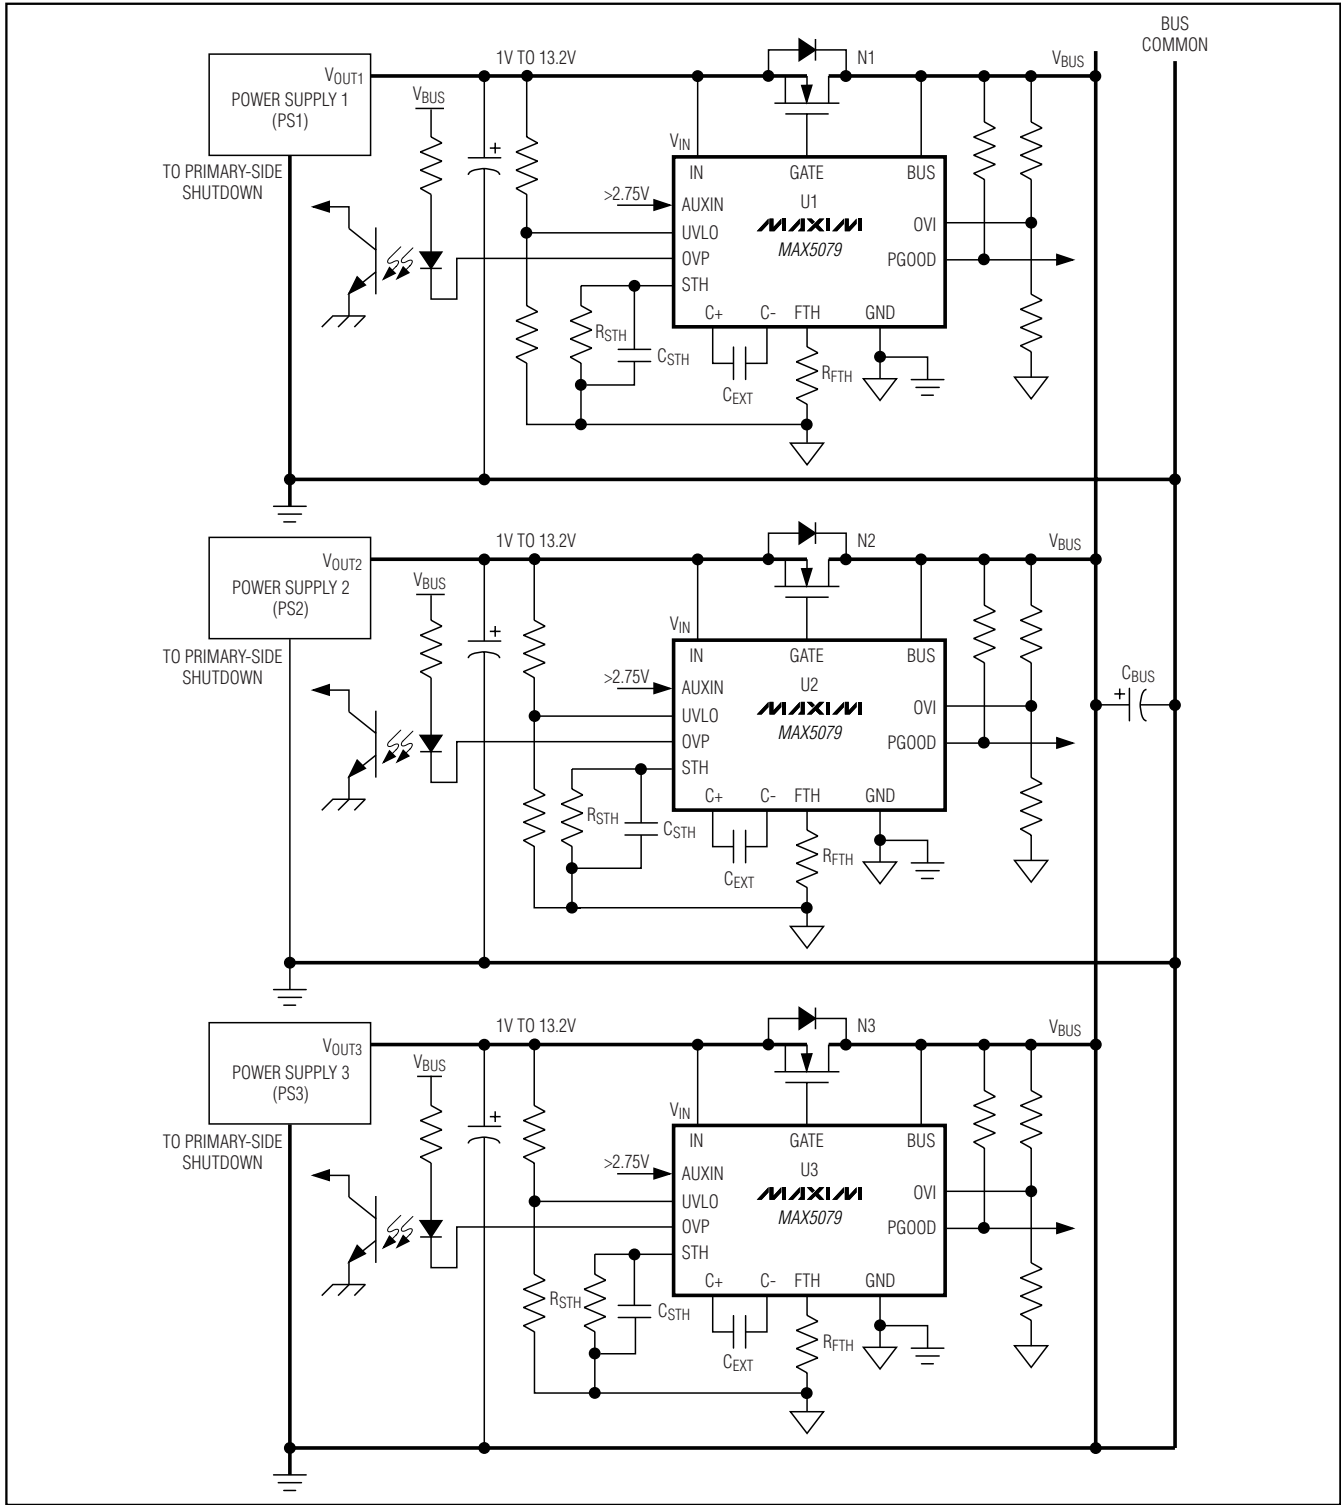 BUS
COMMON
1V TO 13.2V
N1
VBUS
VOUT1
POWER SUPPLY 1
(PS1)
VBUS
TO PRIMARY-SIDE
SHUTDOWN
+
VIN
IN
GATE
BUS
>2.75V
AUXIN
U1
MAXIM
MAX5079
UVLO
OVI
OVP
PGOOD
STH
C+
C-
FTH
GND
RSTH
CSTH
CEXT
RFTH
1V TO 13.2V
N2
VBUS
VOUT2
POWER SUPPLY 2
(PS2)
VBUS
TO PRIMARY-SIDE
SHUTDOWN
+
VIN
IN
GATE
BUS
>2.75V
AUXIN
U2
MAXIM
MAX5079
UVLO
OVI
OVP
PGOOD
STH
C+
C-
FTH
GND
RSTH
CSTH
CEXT
RFTH
CBUS
+
1V TO 13.2V
N3
VBUS
VOUT3
POWER SUPPLY 3
(PS3)
VBUS
TO PRIMARY-SIDE
SHUTDOWN
+
VIN
IN
GATE
BUS
>2.75V
AUXIN
U3
MAXIM
MAX5079
UVLO
OVI
OVP
PGOOD
STH
C+
C-
FTH
GND
RSTH
CSTH
CEXT
RFTH